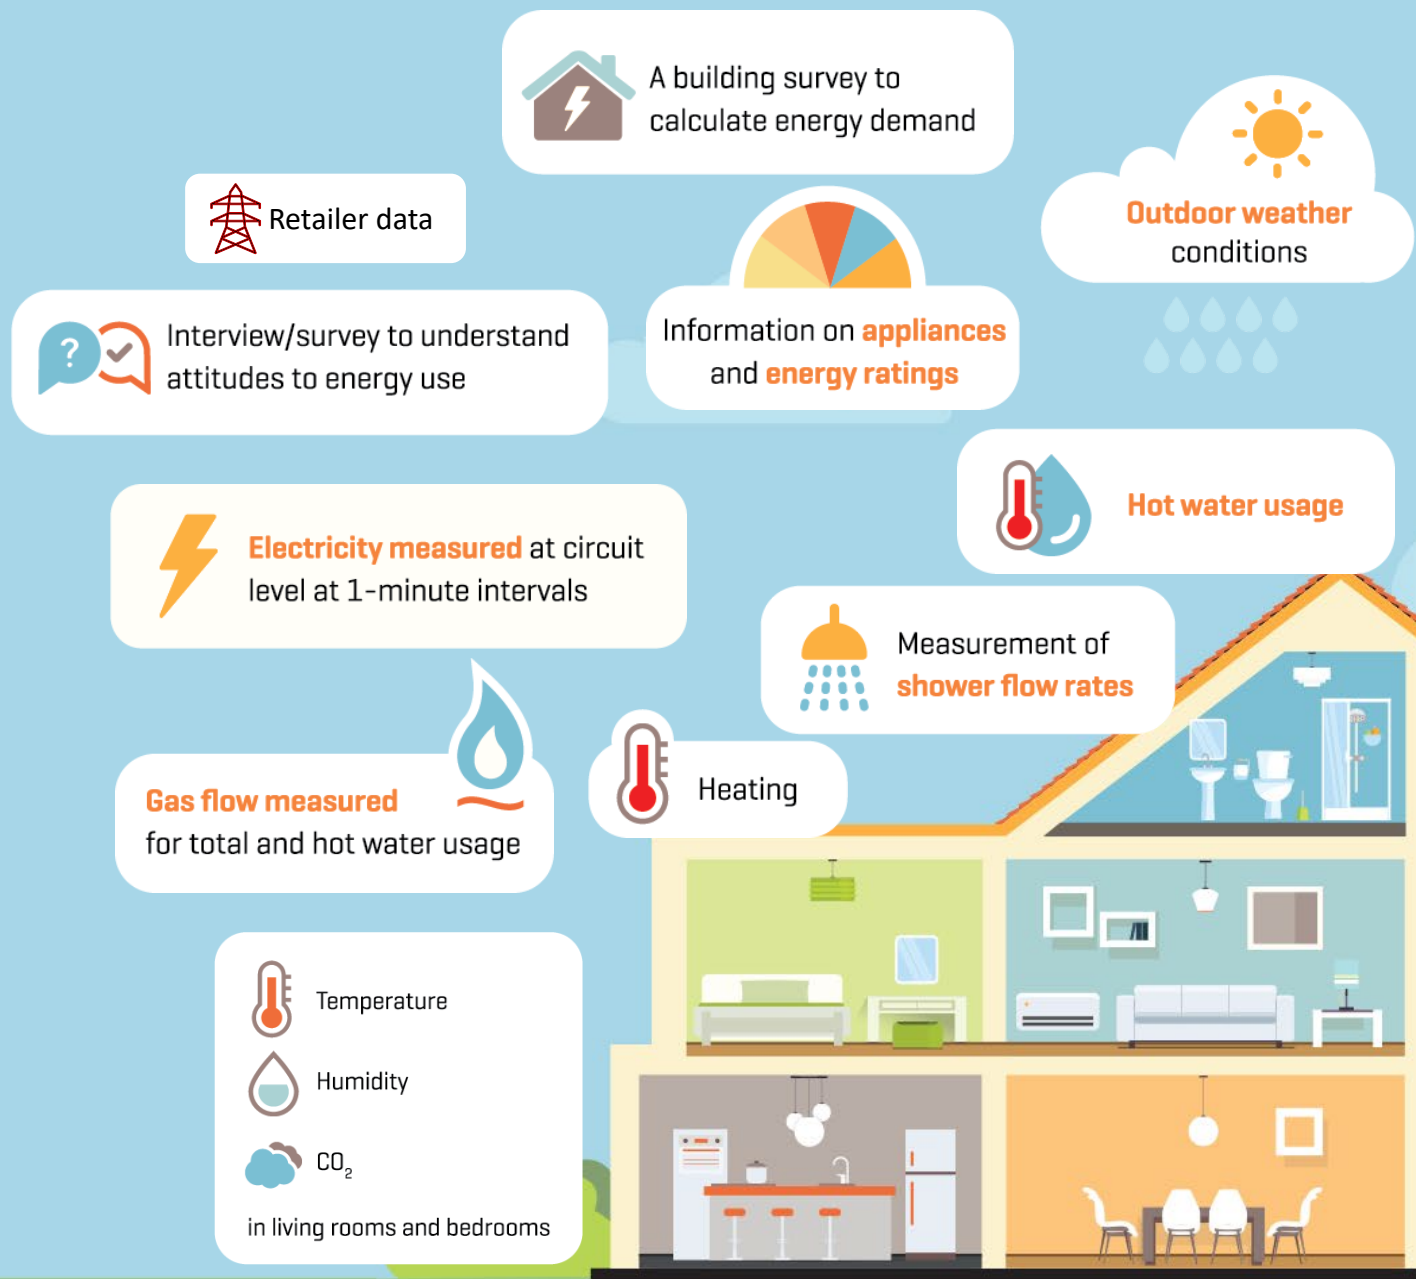 A building survey to
calculate energy demand
Outdoor weather
conditions
Retailer data
Interview/survey to understand
attitudes to energy use
Information on appliances
and energy ratings
Hot water usage
Electricity measured at circuit
level at 1-minute intervals
Measurement of
shower flow rates
Gas flow measured
for total and hot water usage
Heating
Temperature
Humidity
CO₂
in living rooms and bedrooms